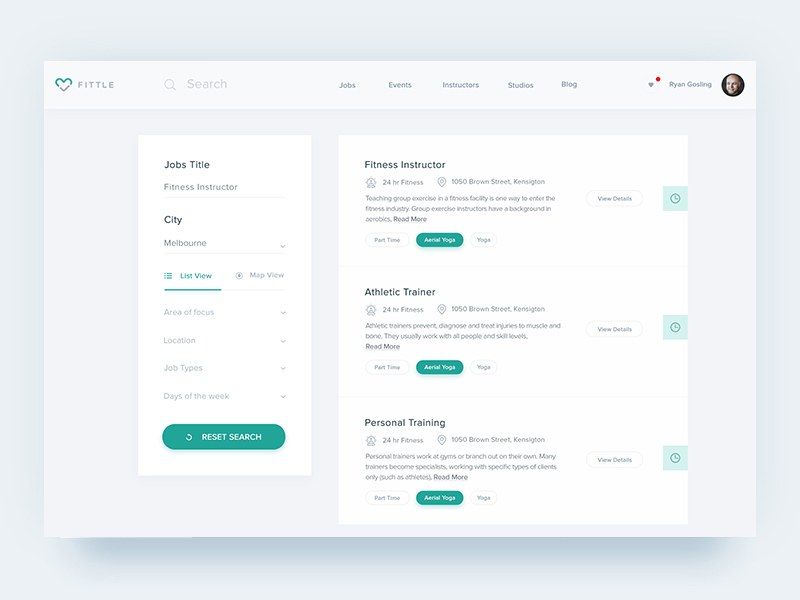 FITTLE
Search
Jobs
Events
Instructors
Studios
Blog
Ryan Gosling
Jobs Title
Fitness Instructor
City
Melbourne
List View
Map View
Area of focus
Location
Job Types
Days of the week
RESET SEARCH
Fitness Instructor
24 hr Fitness
1050 Brown Street, Kensigton
Teaching group exercise in a fitness facility is one way to enter the
fitness industry. Group exercise instructors have a background in
aerobics, Read More
View Details
Part Time
Aerial Yoga
Yoga
Athletic Trainer
24 hr Fitness
1050 Brown Street, Kensigton
Athletic trainers prevent, diagnose and treat injuries to muscle and
bone. They usually work with all people and skill levels,
Read More
View Details
Part Time
Aerial Yoga
Yoga
Personal Training
24 hr Fitness
1050 Brown Street, Kensigton
Personal trainers work at gyms or branch out on their own. Many
trainers become specialists, working with specific types of clients
only (such as athletes), Read More
View Details
Part Time
Aerial Yoga
Yoga